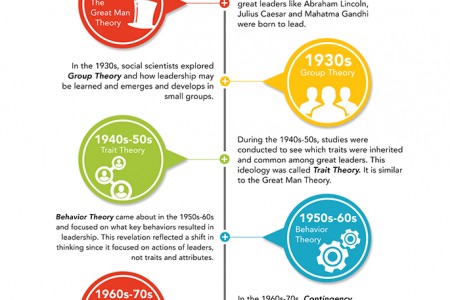 The
Great Man
Theory
great leaders like Abraham Lincoln,
Julius Caesar and Mahatma Gandhi
were born to lead.
In the 1930s, social scientists explored
Group Theory and how leadership may
be learned and emerges and develops in
small groups.
1930s
Group Theory
1940s-50s
Trait Theory
During the 1940s-50s, studies were
conducted to see which traits were inherited
and common among great leaders. This
ideology was called Trait Theory. It is similar
to the Great Man Theory.
Behavior Theory came about in the 1950s-60s
and focused on what key behaviors resulted in
leadership. This revelation reflected a shift in
thinking since it focused on actions of leaders,
not traits and attributes.
1950s-60s
Behavior
Theory
1960s-70s
In the 1960s-70s, Contingency